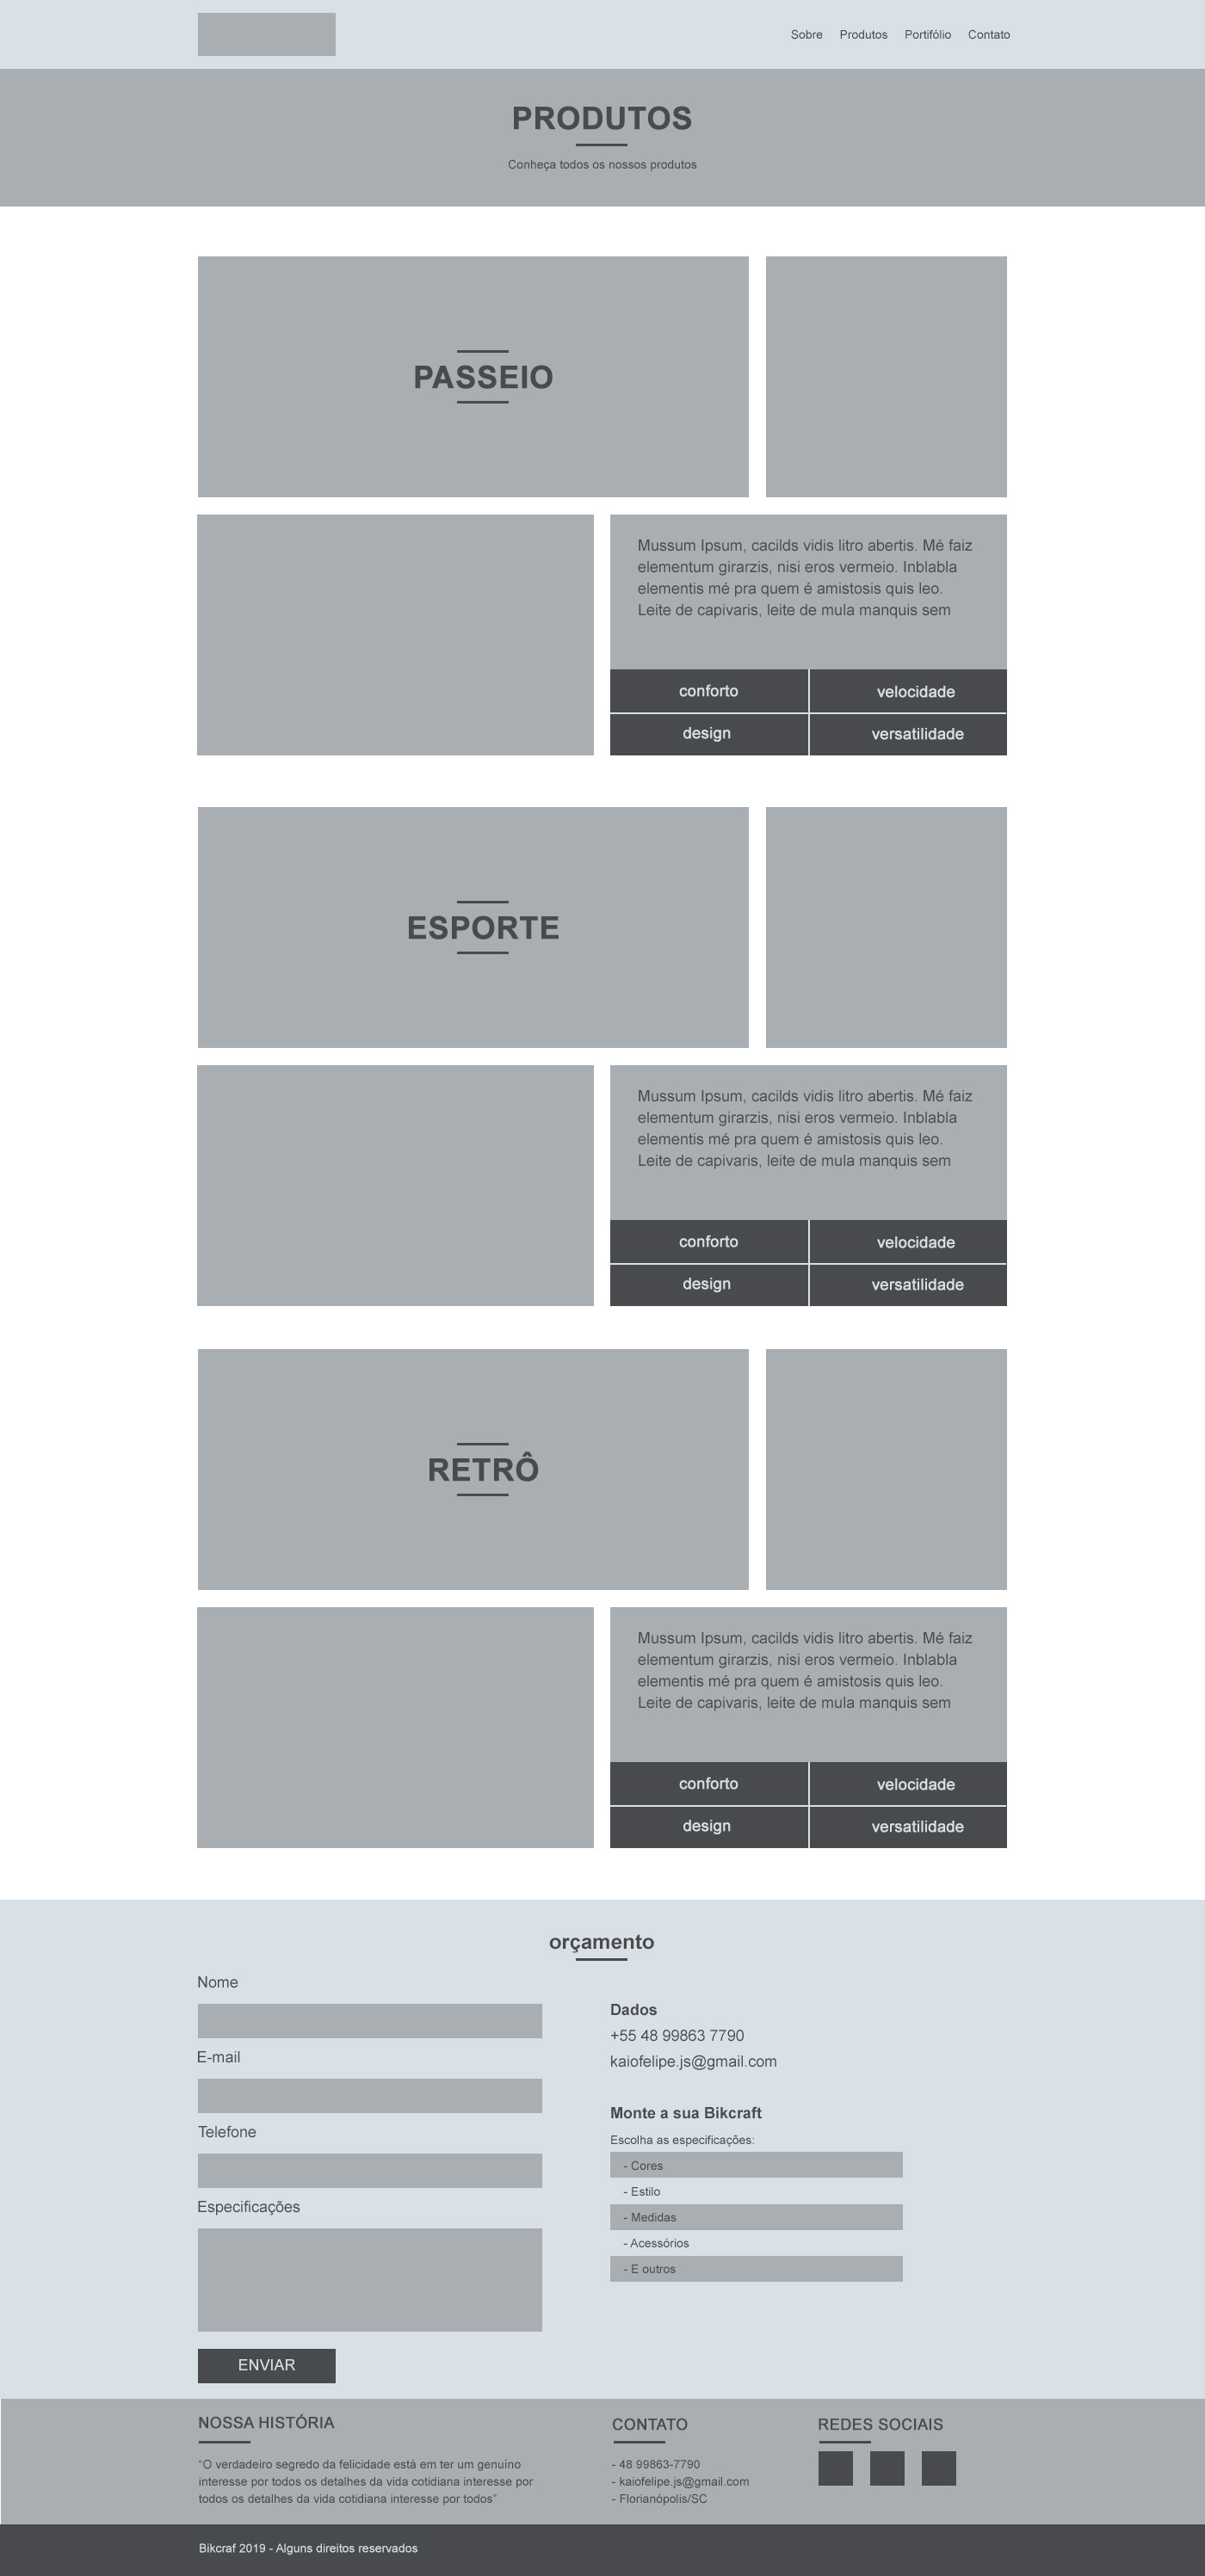 Sobre Produtos Portifólio Contato
PRODUTOS
Conheça todos os nossos produtos
PASSEIO
Mussum Ipsum, cacilds vidis litro abertis. Mé faiz
elementum girarzis, nisi eros vermeio. Inblabla
elementis mé pra quem é amistosis quis leo.
Leite de capivaris, leite de mula manquis sem
conforto velocidade
design versatilidade
ESPORTE
Mussum Ipsum, cacilds vidis litro abertis. Mé faiz
elementum girarzis, nisi eros vermeio. Inblabla
elementis mé pra quem é amistosis quis leo.
Leite de capivaris, leite de mula manquis sem
conforto velocidade
design versatilidade
RETRÔ
Mussum Ipsum, cacilds vidis litro abertis. Mé faiz
elementum girarzis, nisi eros vermeio. Inblabla
elementis mé pra quem é amistosis quis leo.
Leite de capivaris, leite de mula manquis sem
conforto velocidade
design versatilidade
orçamento
Nome
E-mail
Telefone
Especificações
ENVIAR
Dados
+55 48 99863 7790
kaiofelipe.js@gmail.com
Monte a sua Bikcraft
Escolha as especificações:
- Cores
- Estilo
- Medidas
- Acessórios
- E outros
NOSSA HISTÓRIA
“O verdadeiro segredo da felicidade está em ter um genuíno
interesse por todos os detalhes da vida cotidiana interesse por
todos os detalhes da vida cotidiana interesse por todos”
CONTATO
- 48 99863-7790
- kaiofelipe.js@gmail.com
- Florianópolis/SC
REDES SOCIAIS
Bikcraf 2019 - Alguns direitos reservados